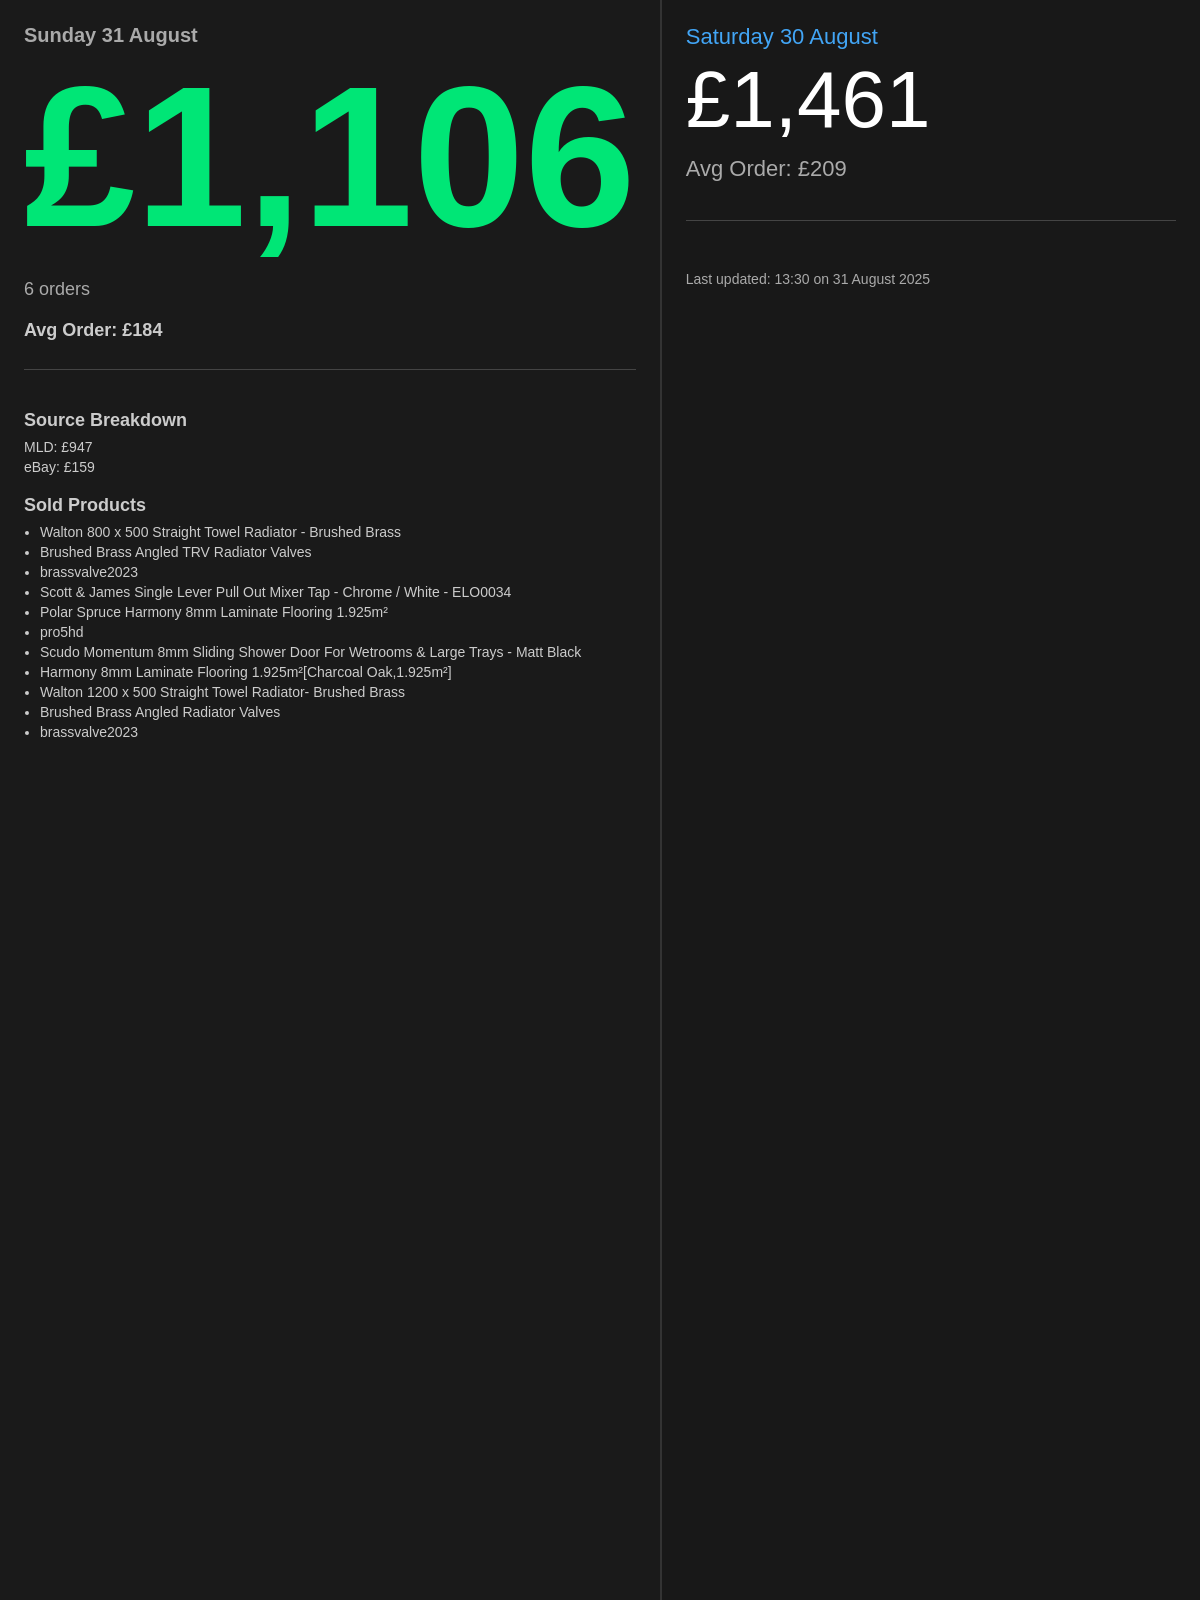 Sunday 31 August
£1,106
6 orders
Avg Order: £184
Source Breakdown
MLD: £947
eBay: £159
Sold Products
• Walton 800 x 500 Straight Towel Radiator - Brushed Brass
• Brushed Brass Angled TRV Radiator Valves
• brassvalve2023
• Scott & James Single Lever Pull Out Mixer Tap - Chrome / White - ELO0034
• Polar Spruce Harmony 8mm Laminate Flooring 1.925m²
• pro5hd
• Scudo Momentum 8mm Sliding Shower Door For Wetrooms & Large Trays - Matt Black
• Harmony 8mm Laminate Flooring 1.925m²[Charcoal Oak,1.925m²]
• Walton 1200 x 500 Straight Towel Radiator- Brushed Brass
• Brushed Brass Angled Radiator Valves
• brassvalve2023
Saturday 30 August
£1,461
Avg Order: £209
Last updated: 13:30 on 31 August 2025